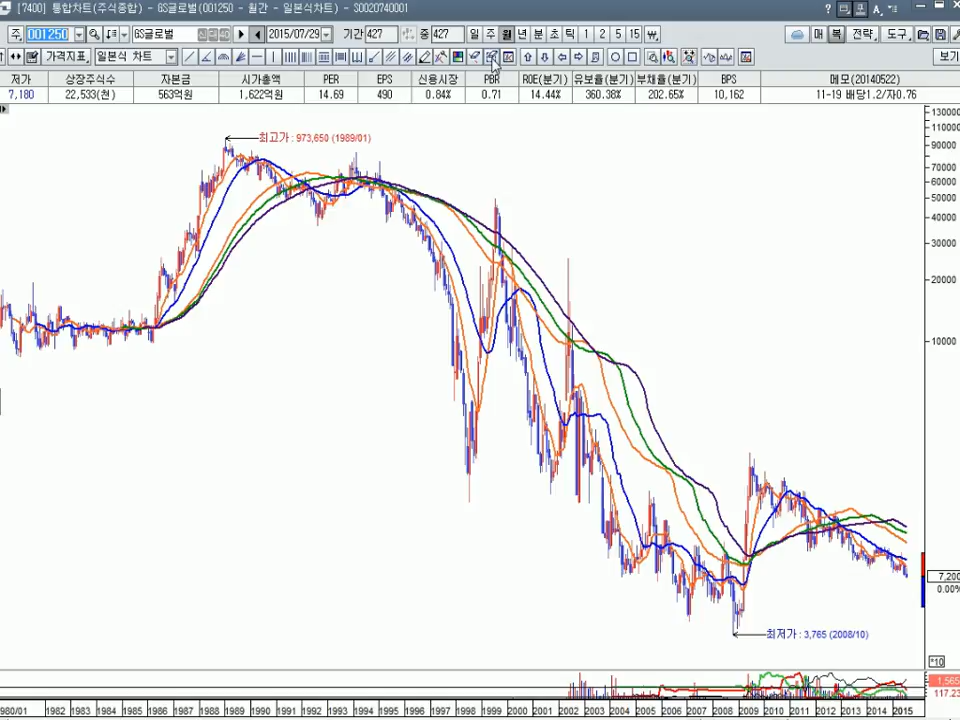 [7400] 통합차트(주식종합) - GS글로벌(001250 - 월간 - 일본식차트) - S0020740001
주 001250 GS글로벌 2015/07/29 기간 427 중 427 일 주 월 년 분 초 틱 1 2 5 15 매 복 전략 도구
가격지표 일본식 차트 보기
저가 상장주식수 자본금 시가총액 PER EPS 신용시장 PBR ROE(분기) 유보율(분기) 부채율(분기) BPS 메모(20140522)
7,180 22,533(천) 563억원 1,622억원 14.69 490 0.84% 0.71 14.44% 360.38% 202.65% 10,162 11-19 배당1.2/자0.76
최고가 : 973,650 (1989/01)
130000
110000
90000
70000
60000
50000
40000
30000
20000
10000
7,200
0.00%
최저가 : 3,765 (2008/10)
*10
1,565
117.23
1980/01 1982 1983 1984 1985 1986 1987 1988 1989 1990 1991 1992 1993 1994 1995 1996 1997 1998 1999 2000 2001 2002 2003 2004 2005 2006 2007 2008 2009 2010 2011 2012 2013 2014 2015